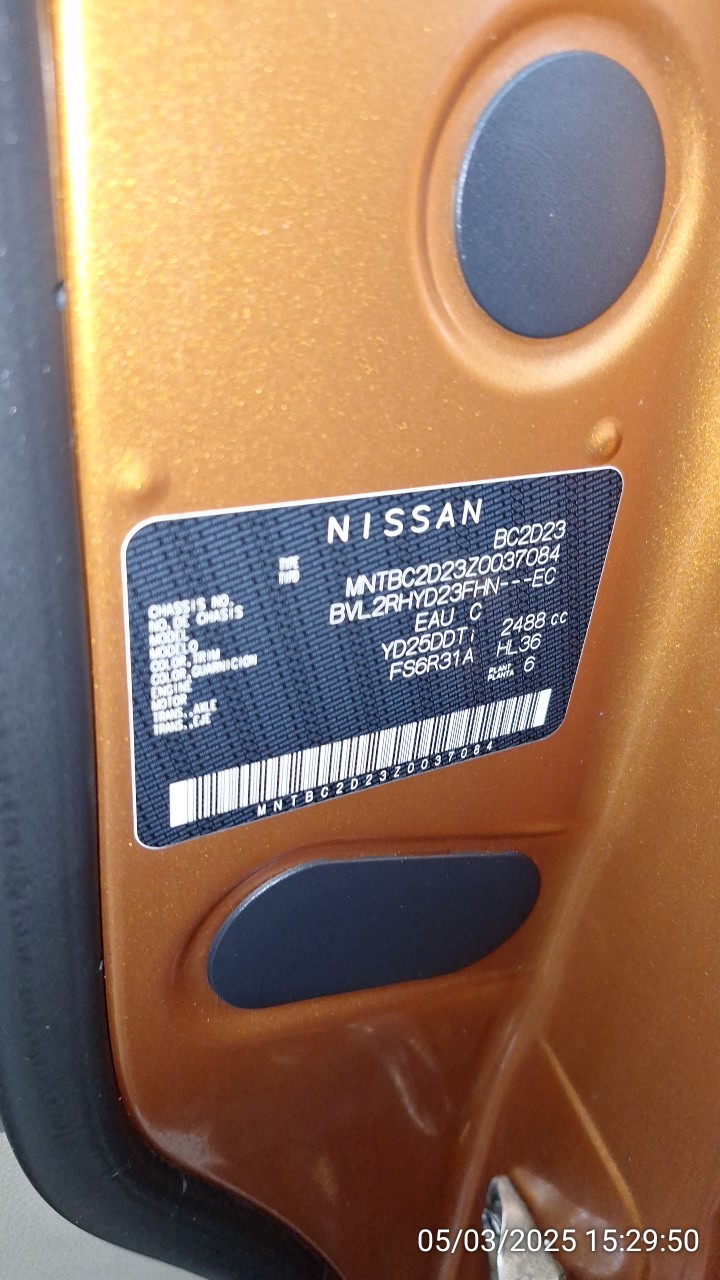 NISSAN
TYPE BC2D23
TIPO
CHASSIS NO. MNTBC2D23Z0037084
NO. DE CHASIS
MODEL BVL2RHYD23FHN---EC
MODELO
COLOR,TRIM EAU C
COLOR,GUARNICION
ENGINE YD25DDTi 2488 cc
MOTOR
TRANS.,AXLE FS6R31A HL36
TRANS.,EJE PLANT 6
PLANTA
MNTBC2D23Z0037084
05/03/2025 15:29:50